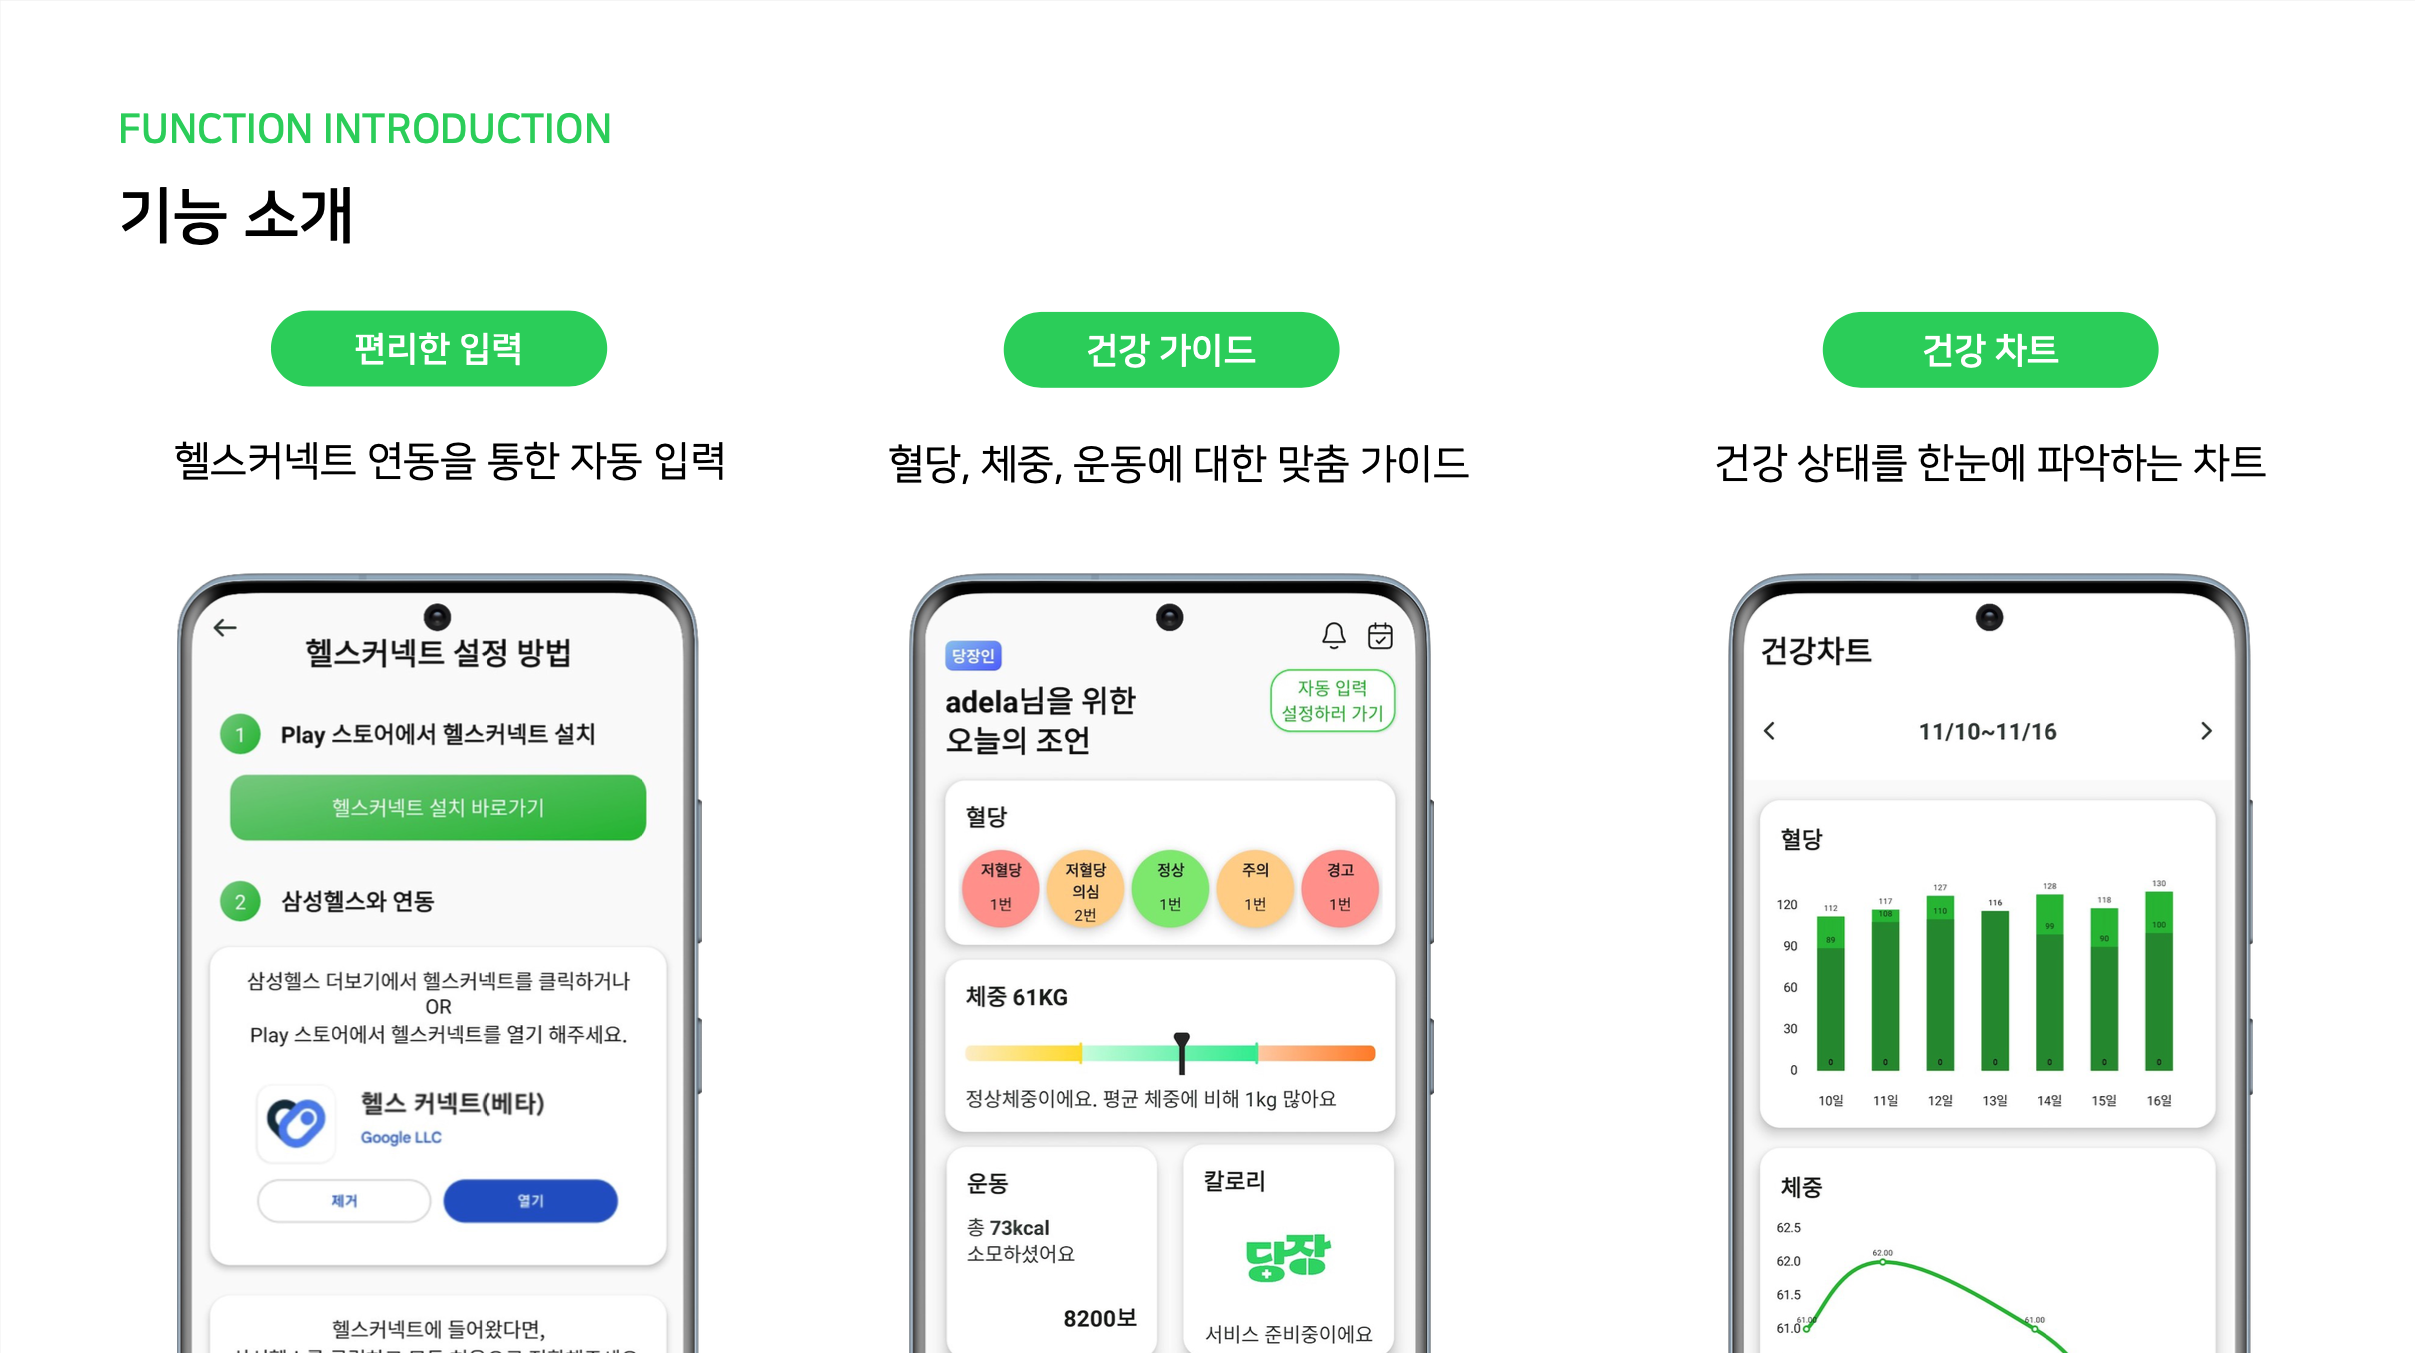 FUNCTION INTRODUCTION
기능 소개
편리한 입력
헬스커넥트 연동을 통한 자동 입력
헬스커넥트 설정 방법
1 Play 스토어에서 헬스커넥트 설치
헬스커넥트 설치 바로가기
2 삼성헬스와 연동
삼성헬스 더보기에서 헬스커넥트를 클릭하거나
OR
Play 스토어에서 헬스커넥트를 열기 해주세요.
헬스 커넥트(베타)
Google LLC
제거 열기
헬스커넥트에 들어왔다면,
건강 가이드
혈당, 체중, 운동에 대한 맞춤 가이드
당장인
adela님을 위한
오늘의 조언
자동 입력
설정하러 가기
혈당
저혈당
1번
저혈당
의심
2번
정상
1번
주의
1번
경고
1번
체중 61KG
정상체중이에요. 평균 체중에 비해 1kg 많아요
운동
총 73kcal
소모하셨어요
8200보
칼로리
당장
서비스 준비중이에요
건강 차트
건강 상태를 한눈에 파악하는 차트
건강차트
11/10~11/16
혈당
120
90
60
30
0
112 117 127 116 128 118 130
89 108 110 99 90 100
0 0 0 0 0 0 0
10일 11일 12일 13일 14일 15일 16일
체중
62.5
62.0
61.5
61.0
61.00 62.00 61.00